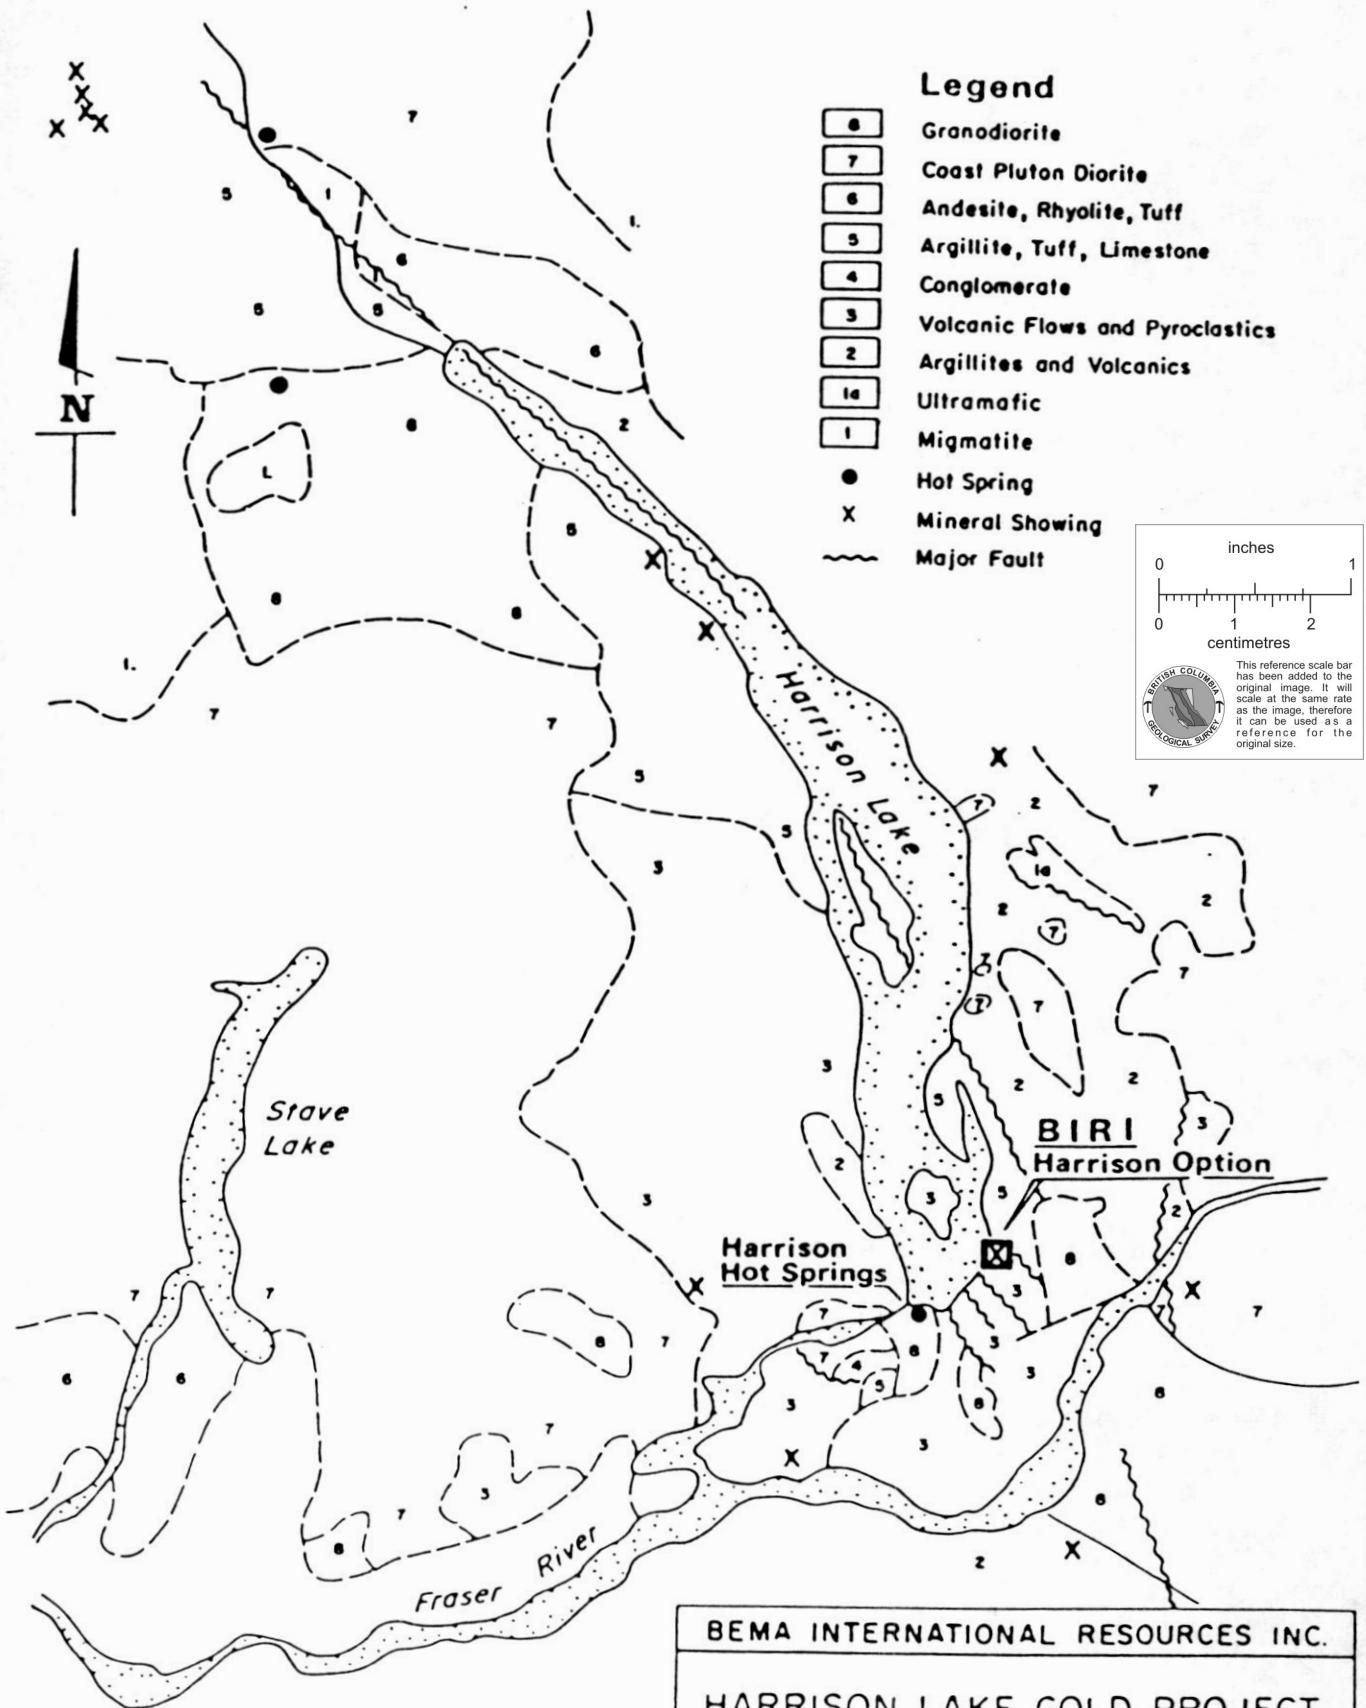 Legend
8 Granodiorite
7 Coast Pluton Diorite
6 Andesite, Rhyolite, Tuff
5 Argillite, Tuff, Limestone
4 Conglomerate
3 Volcanic Flows and Pyroclastics
2 Argillites and Volcanics
1a Ultramafic
1 Migmatite
Hot Spring
X Mineral Showing
Major Fault
N
inches
0 1
0 1 2
centimetres
BRITISH COLUMBIA
GEOLOGICAL SURVEY
This reference scale bar
has been added to the
original image. It will
scale at the same rate
as the image, therefore
it can be used as a
reference for the
original size.
Harrison Lake
Stave
Lake
BIRI
Harrison Option
Harrison
Hot Springs
Fraser River
BEMA INTERNATIONAL RESOURCES INC.
HARRISON LAKE GOLD PROJECT